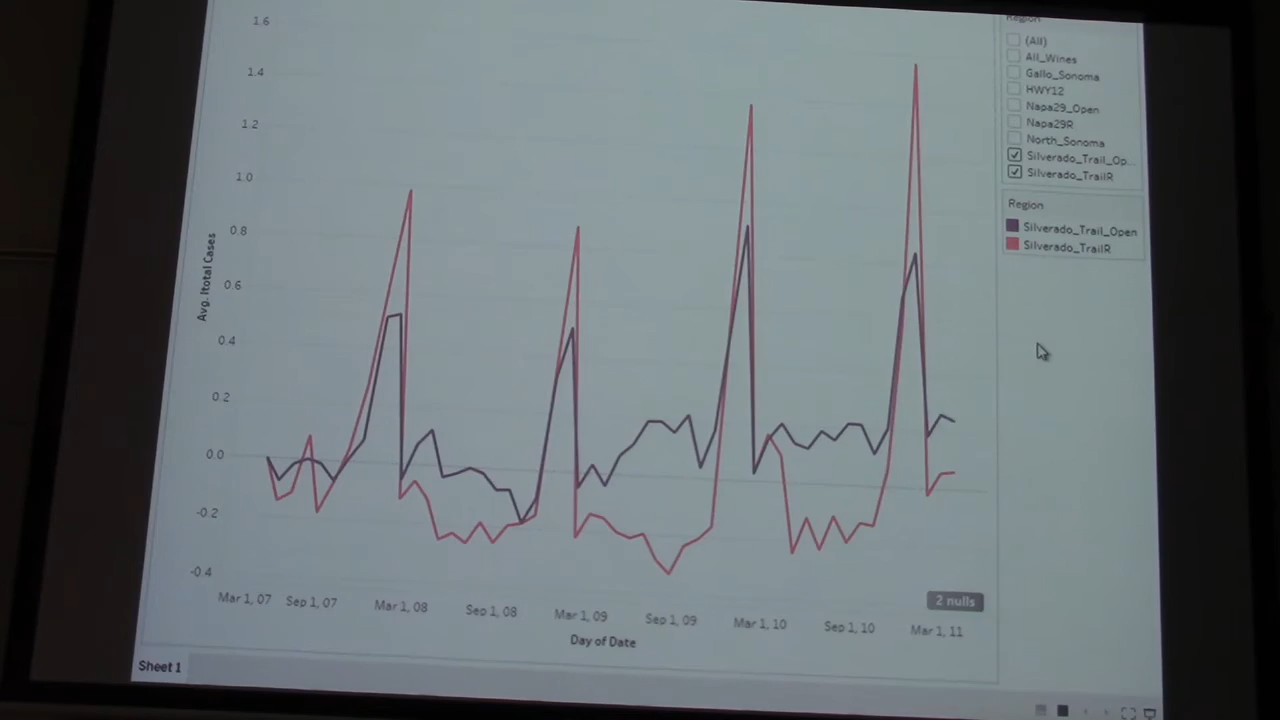 1.6
1.4
1.2
1.0
0.8
0.6
0.4
0.2
0.0
-0.2
-0.4
Avg. Itotal Cases
Mar 1, 07 Sep 1, 07 Mar 1, 08 Sep 1, 08 Mar 1, 09 Sep 1, 09 Mar 1, 10 Sep 1, 10 Mar 1, 11
Day of Date
2 nulls
Region
(All)
All_Wines
Gallo_Sonoma
HWY12
Napa29_Open
Napa29R
North_Sonoma
Silverado_Trail_Op...
Silverado_TrailR
Region
Silverado_Trail_Open
Silverado_TrailR
Sheet 1